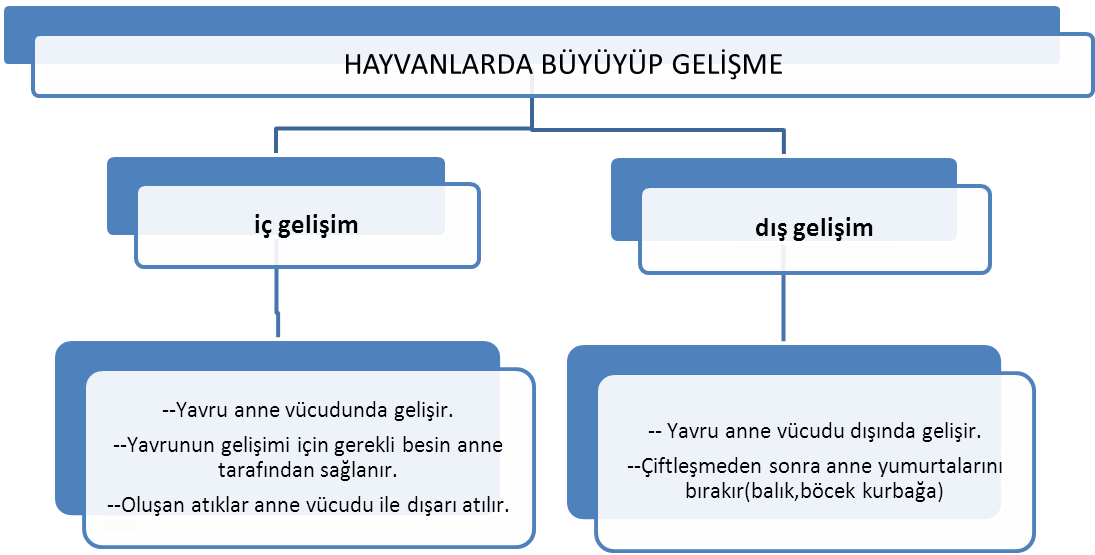 HAYVANLARDA BÜYÜYÜP GELİŞME
iç gelişim
dış gelişim
--Yavru anne vücudunda gelişir.
--Yavrunun gelişimi için gerekli besin anne
tarafından sağlanır.
--Oluşan atıklar anne vücudu ile dışarı atılır.
-- Yavru anne vücudu dışında gelişir.
--Çiftleşmeden sonra anne yumurtalarını
bırakır(balık,böcek kurbağa)